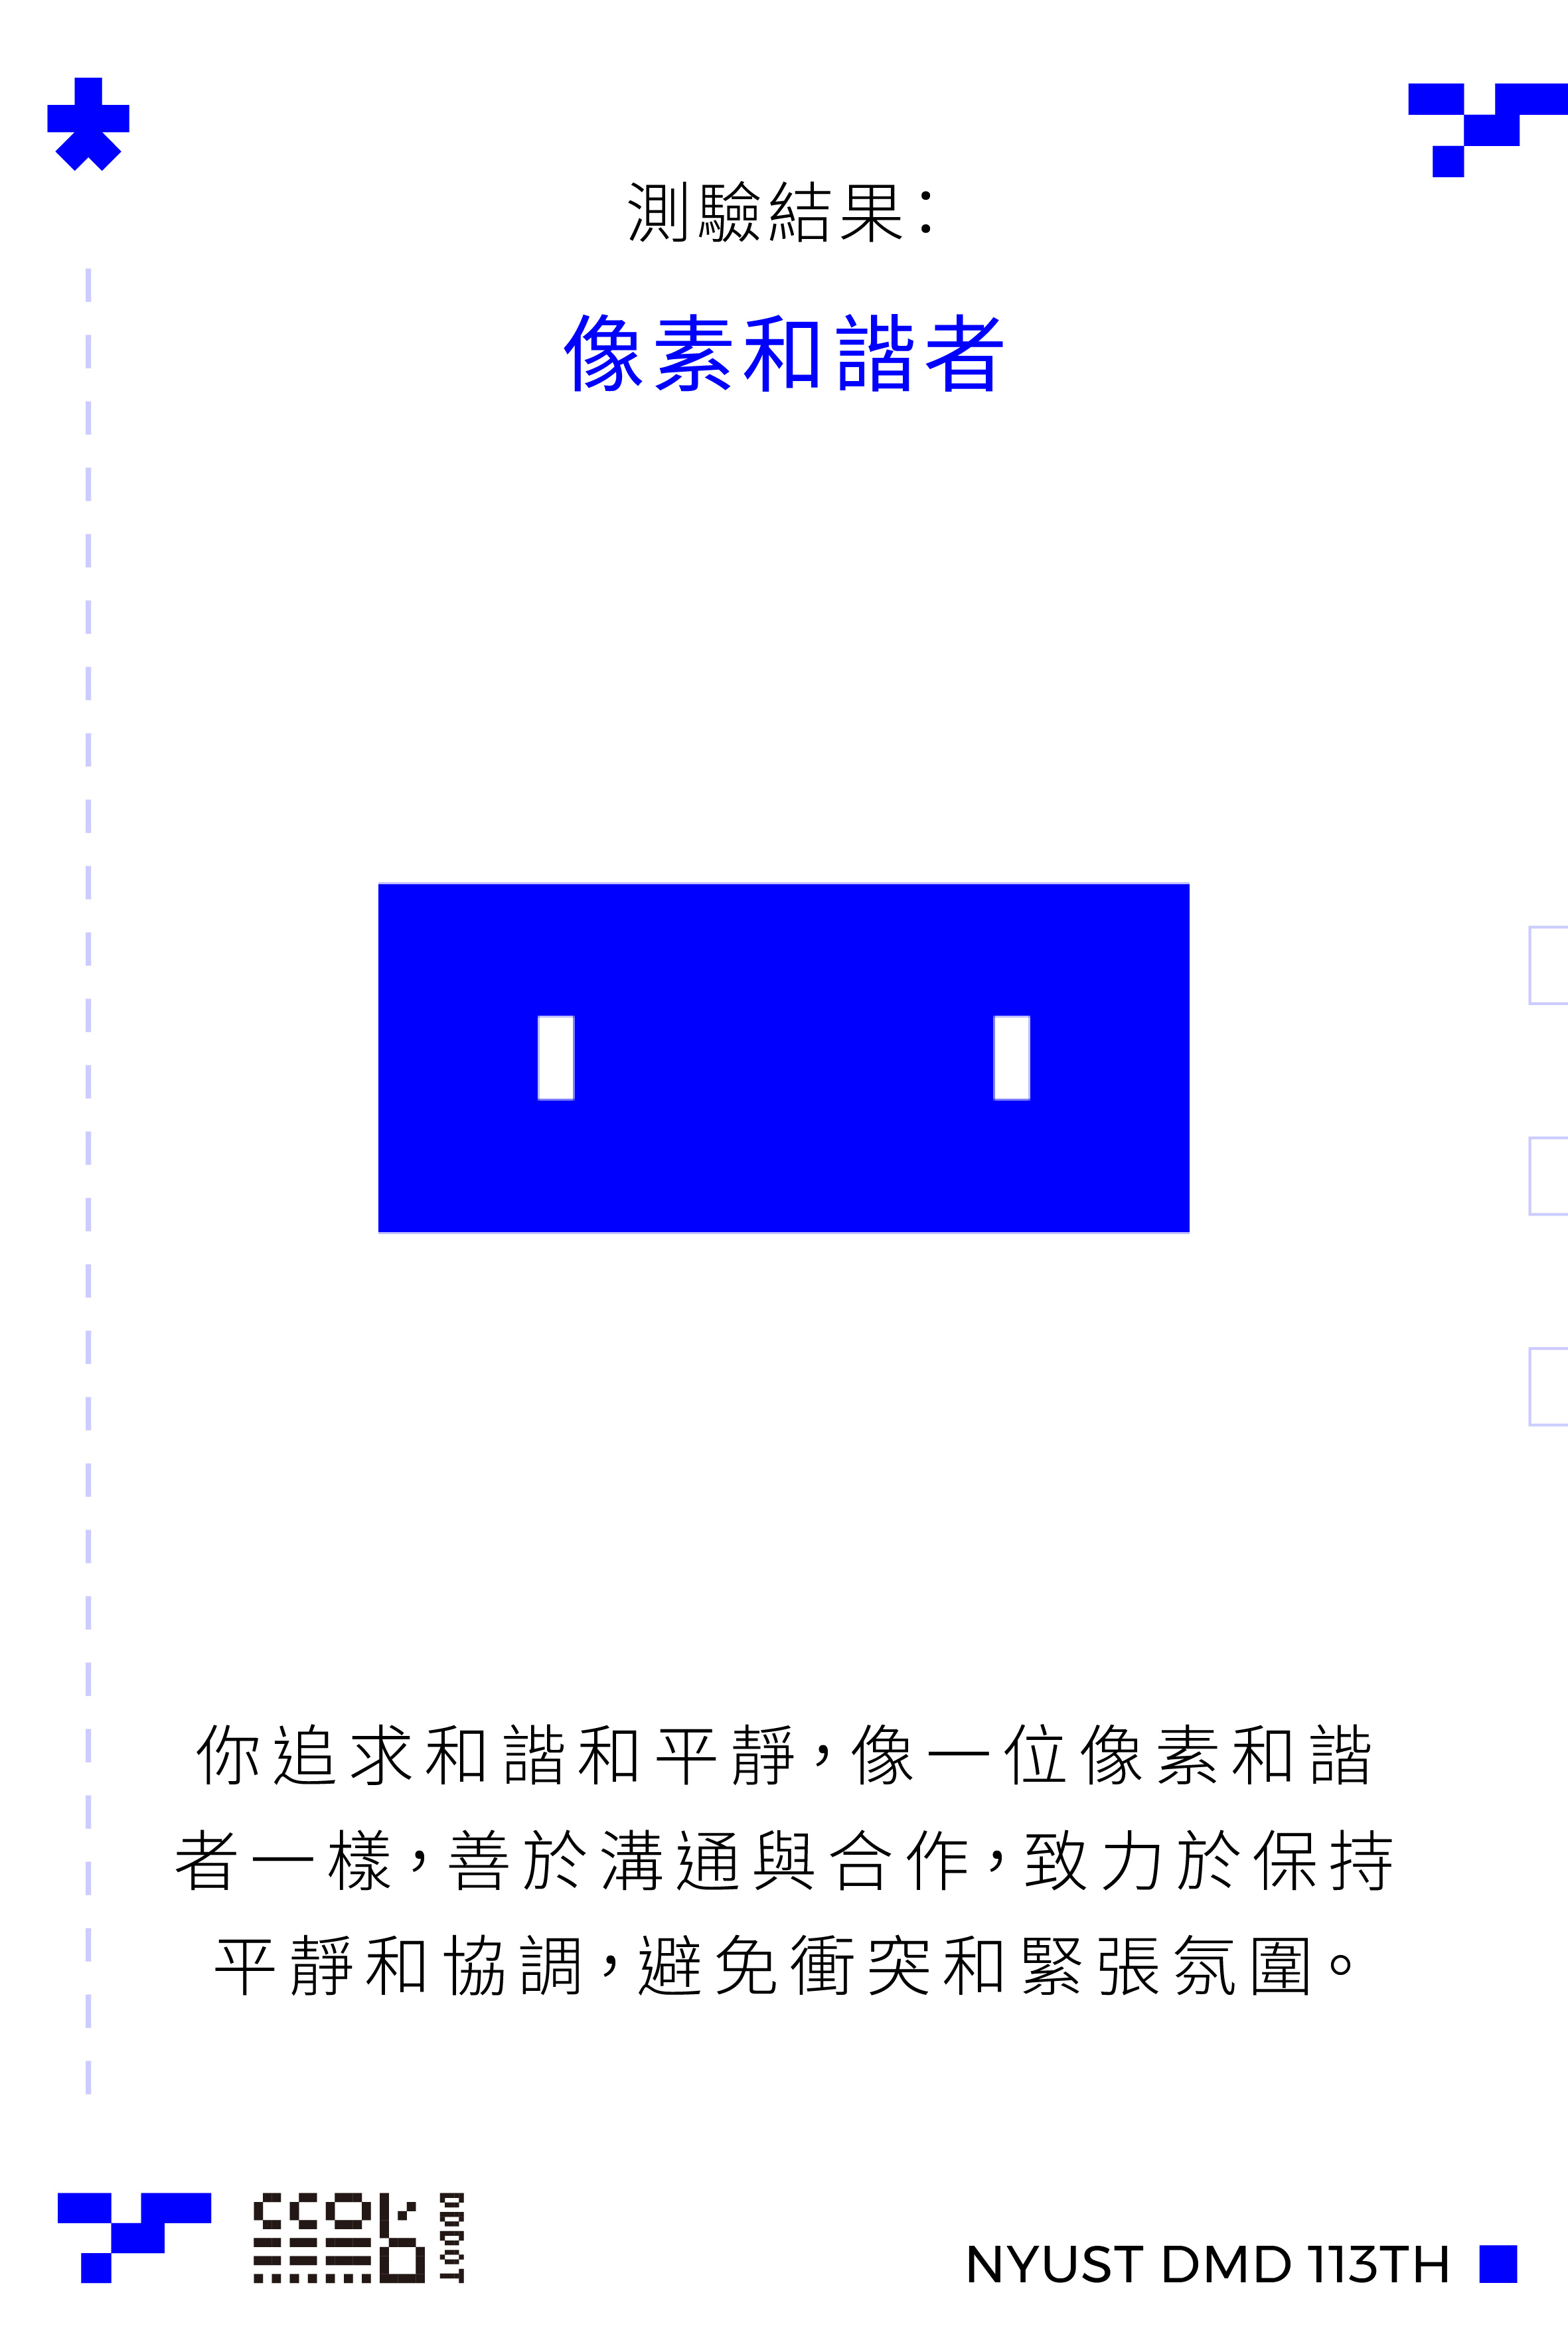 測驗結果：
像素和諧者
你追求和諧和平靜，像一位像素和諧
者一樣，善於溝通與合作，致力於保持
平靜和協調，避免衝突和緊張氛圍。
NYUST DMD 113TH